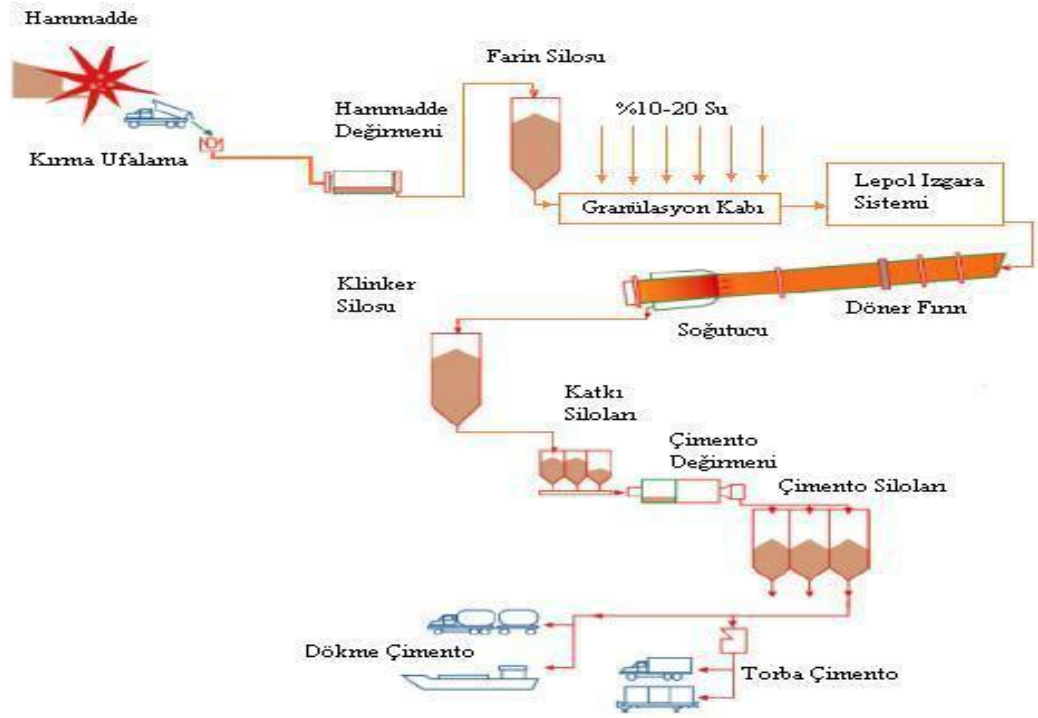 Hammadde
Farin Silosu
Hammadde
Değirmeni
%10-20 Su
Kırma Ufalama
Granülasyon Kabı
Lepol Izgara
Sistemi
Klinker
Silosu
Soğutucu
Döner Fırın
Katkı
Siloları
Çimento
Değirmeni
Çimento Siloları
Dökme Çimento
Torba Çimento